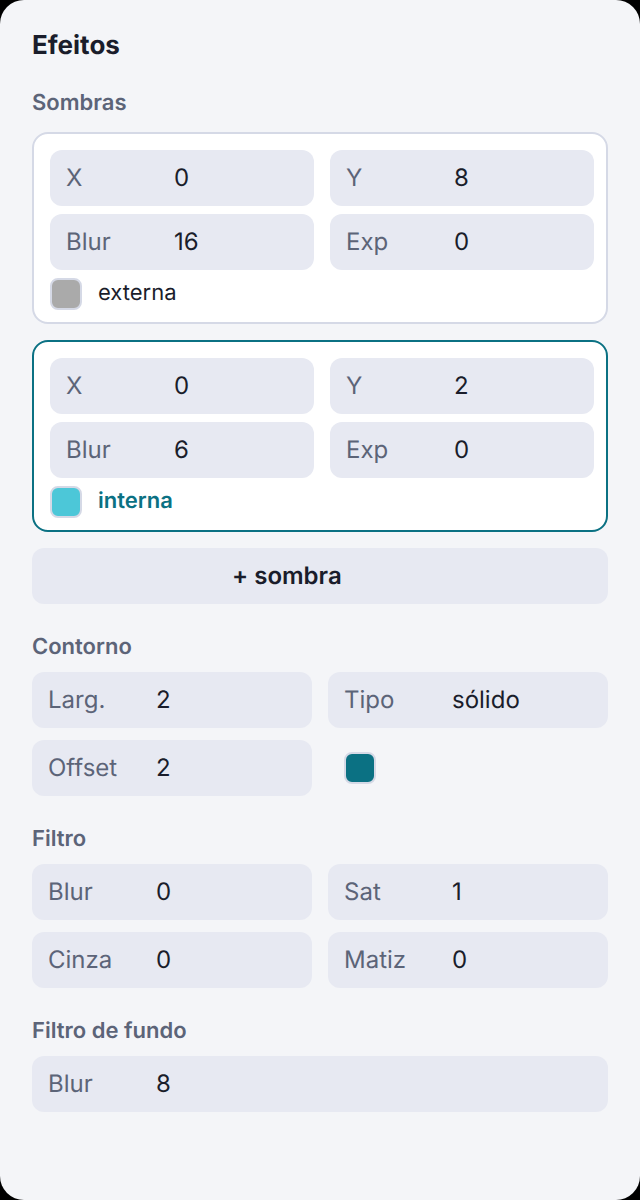 Efeitos
Sombras
X 0 Y 8
Blur 16 Exp 0
externa
X 0 Y 2
Blur 6 Exp 0
interna
+ sombra
Contorno
Larg. 2 Tipo sólido
Offset 2
Filtro
Blur 0 Sat 1
Cinza 0 Matiz 0
Filtro de fundo
Blur 8